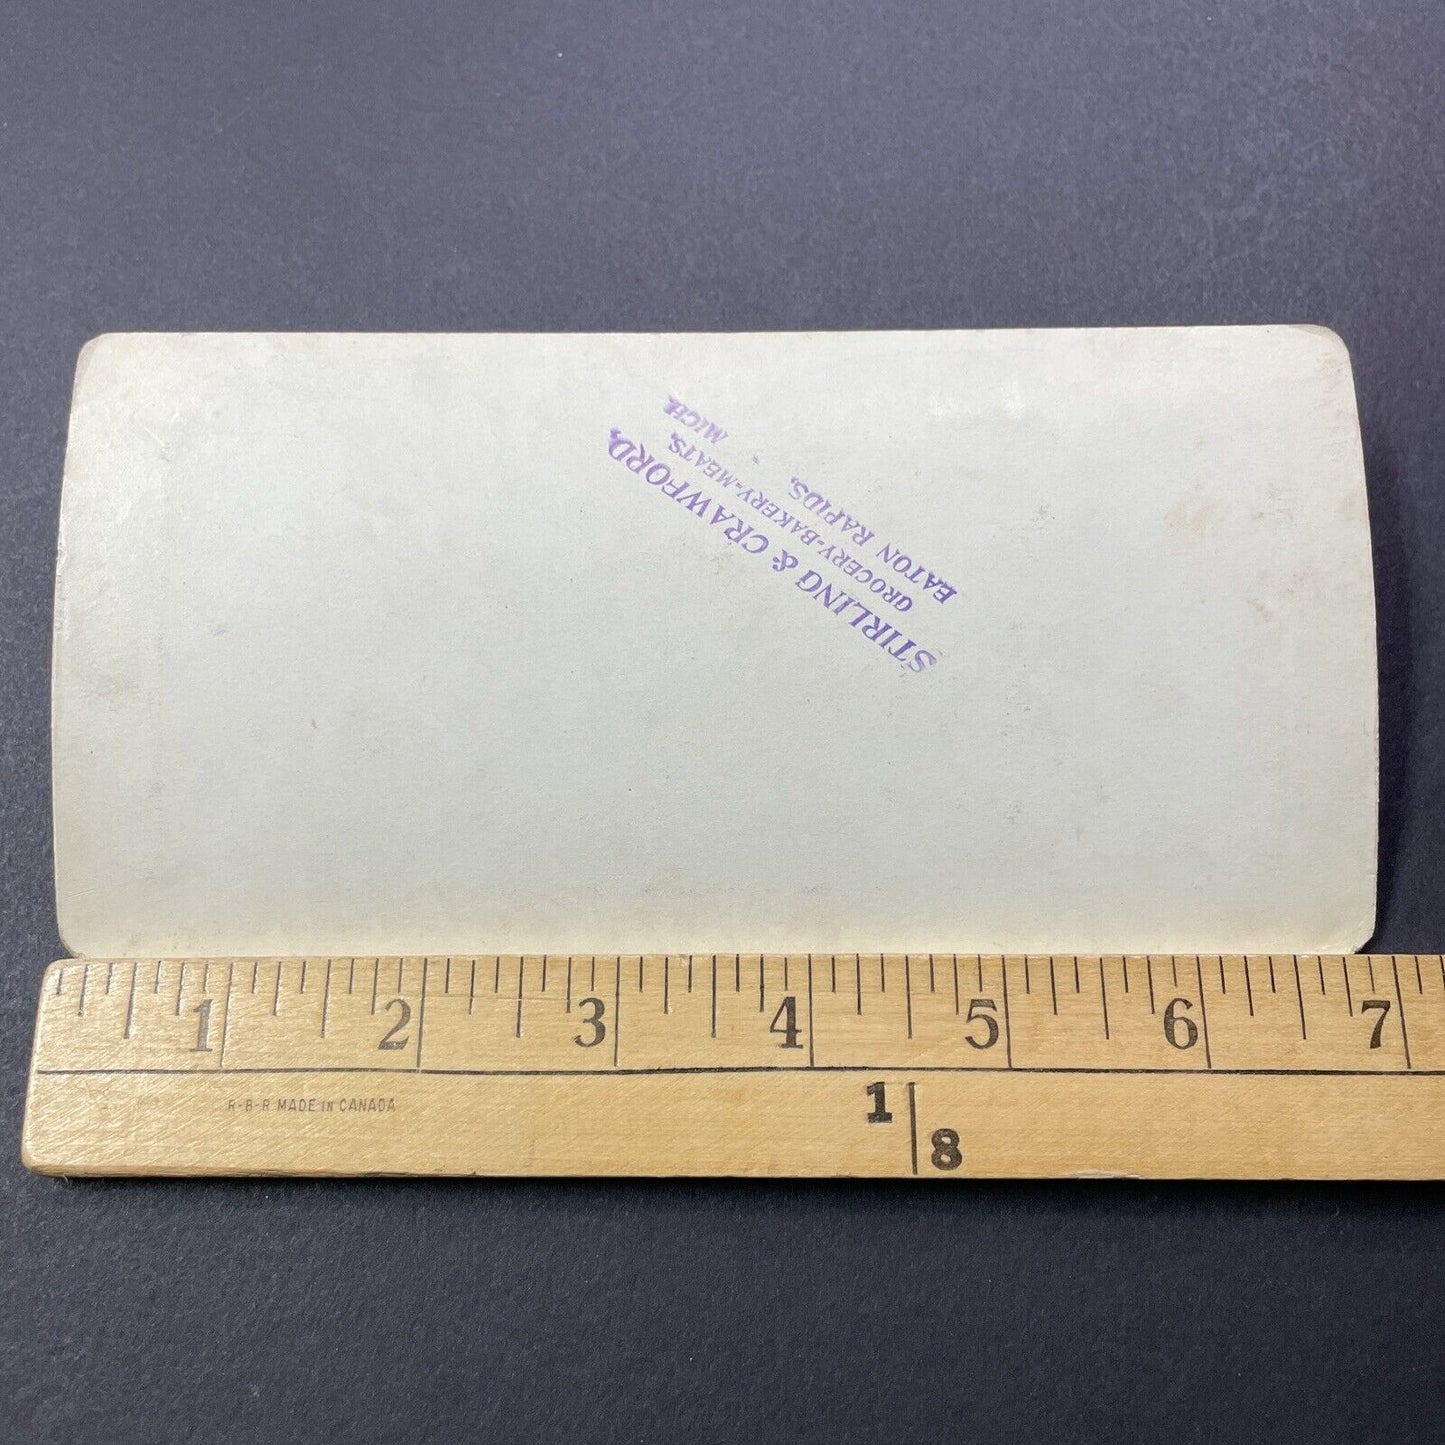 STIRLING & CRAWFORD,
GROCERY-BAKERY-MEATS,
EATON RAPIDS, MICH.
1 2 3 4 5 6 7
R-B-R MADE IN CANADA
1 8